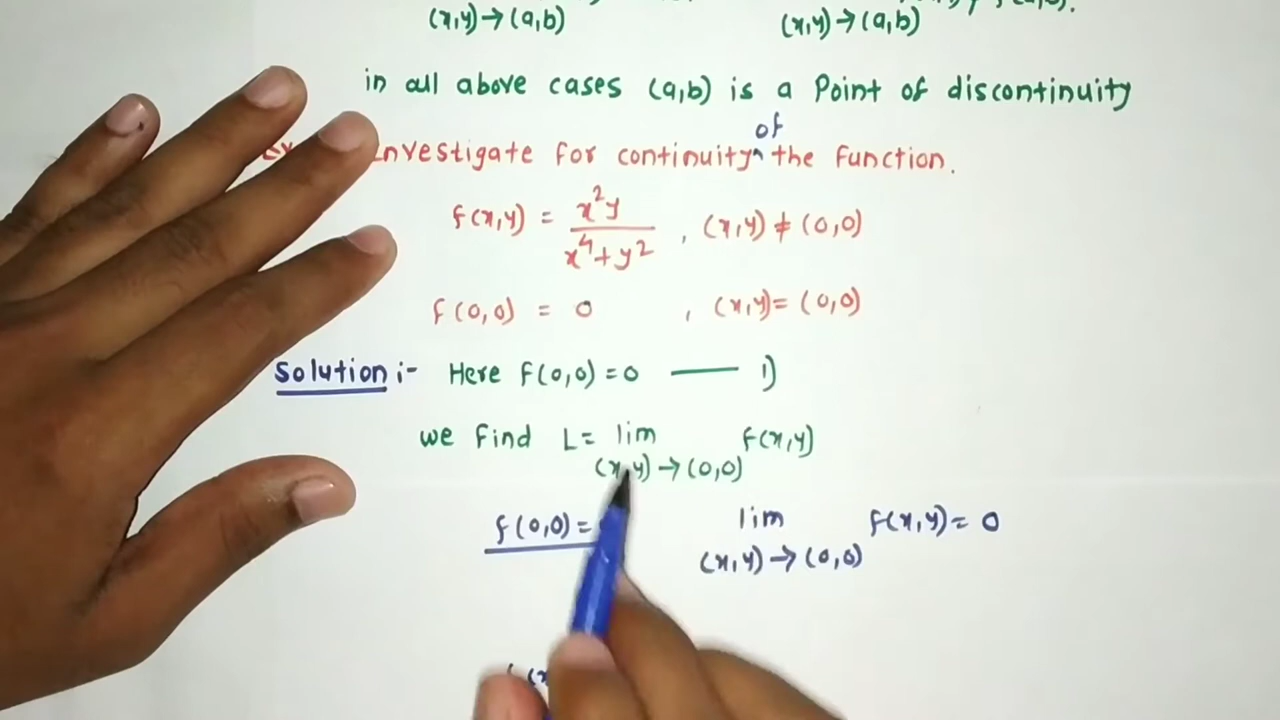 (x,y)→(a,b) (x,y)→(a,b)
in all above cases (a,b) is a Point of discontinuity
of
Investigate for continuity^ the function.
f(x,y) = x²y / x⁴+y² , (x,y) ≠ (0,0)
f(0,0) = 0 , (x,y)= (0,0)
Solution:- Here f(0,0)=0 —— 1)
we find L= lim f(x,y)
(x,y)→(0,0)
f(0,0)= lim f(x,y)= 0
(x,y)→(0,0)